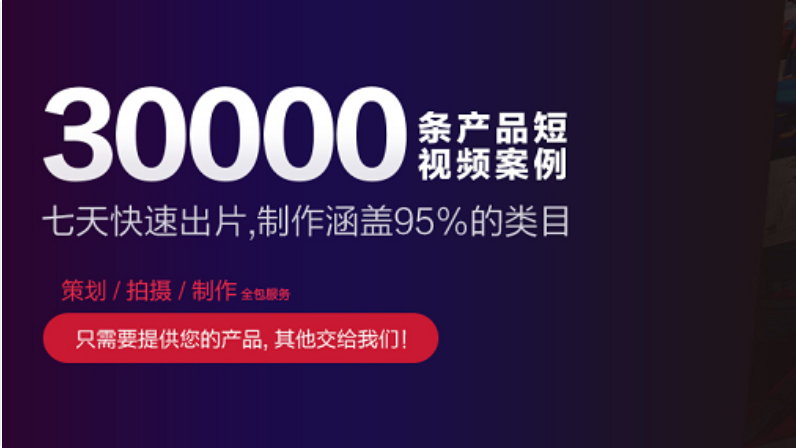 30000条产品短
视频案例
七天快速出片,制作涵盖95%的类目
策划 / 拍摄 / 制作 全包服务
只需要提供您的产品, 其他交给我们!